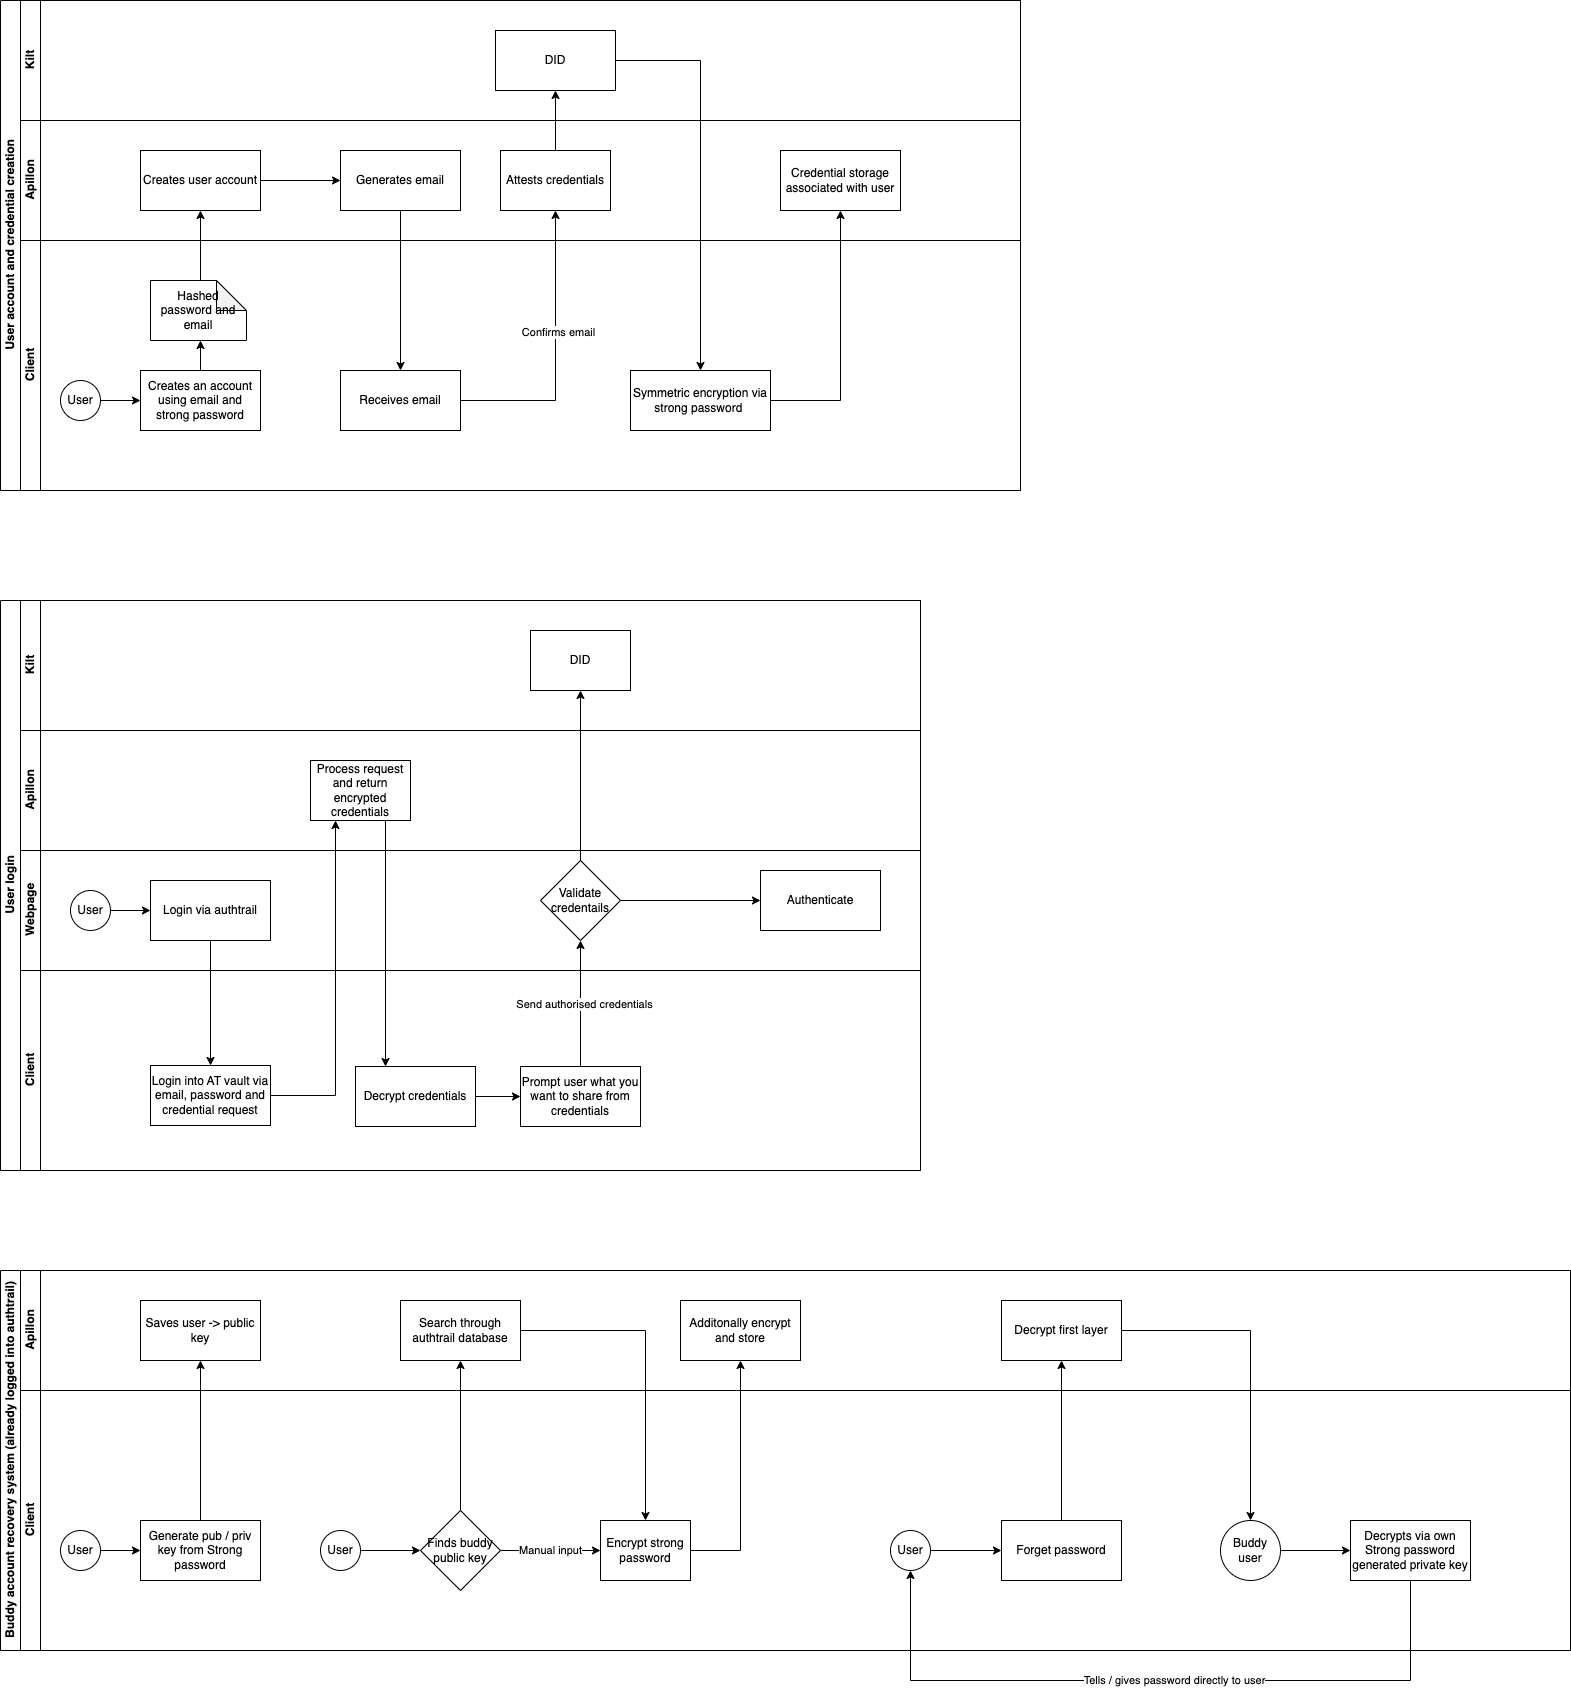 User account and credential creation
Kilt
DID
Apillon
Creates user account
Generates email
Attests credentials
Credential storage
associated with user
Client
Hashed
password and
email
Confirms email
User
Creates an account
using email and
strong password
Receives email
Symmetric encryption via
strong password
User login
Kilt
DID
Apillon
Process request
and return
encrypted
credentials
Webpage
User
Login via authtrail
Validate
credentails
Authenticate
Client
Send authorised credentials
Login into AT vault via
email, password and
credential request
Decrypt credentials
Prompt user what you
want to share from
credentials
Buddy account recovery system (already logged into authtrail)
Apillon
Saves user -> public
key
Search through
authtrail database
Additonally encrypt
and store
Decrypt first layer
Client
User
Generate pub / priv
key from Strong
password
User
Finds buddy
public key
Manual input
Encrypt strong
password
User
Forget password
Buddy
user
Decrypts via own
Strong password
generated private key
Tells / gives password directly to user